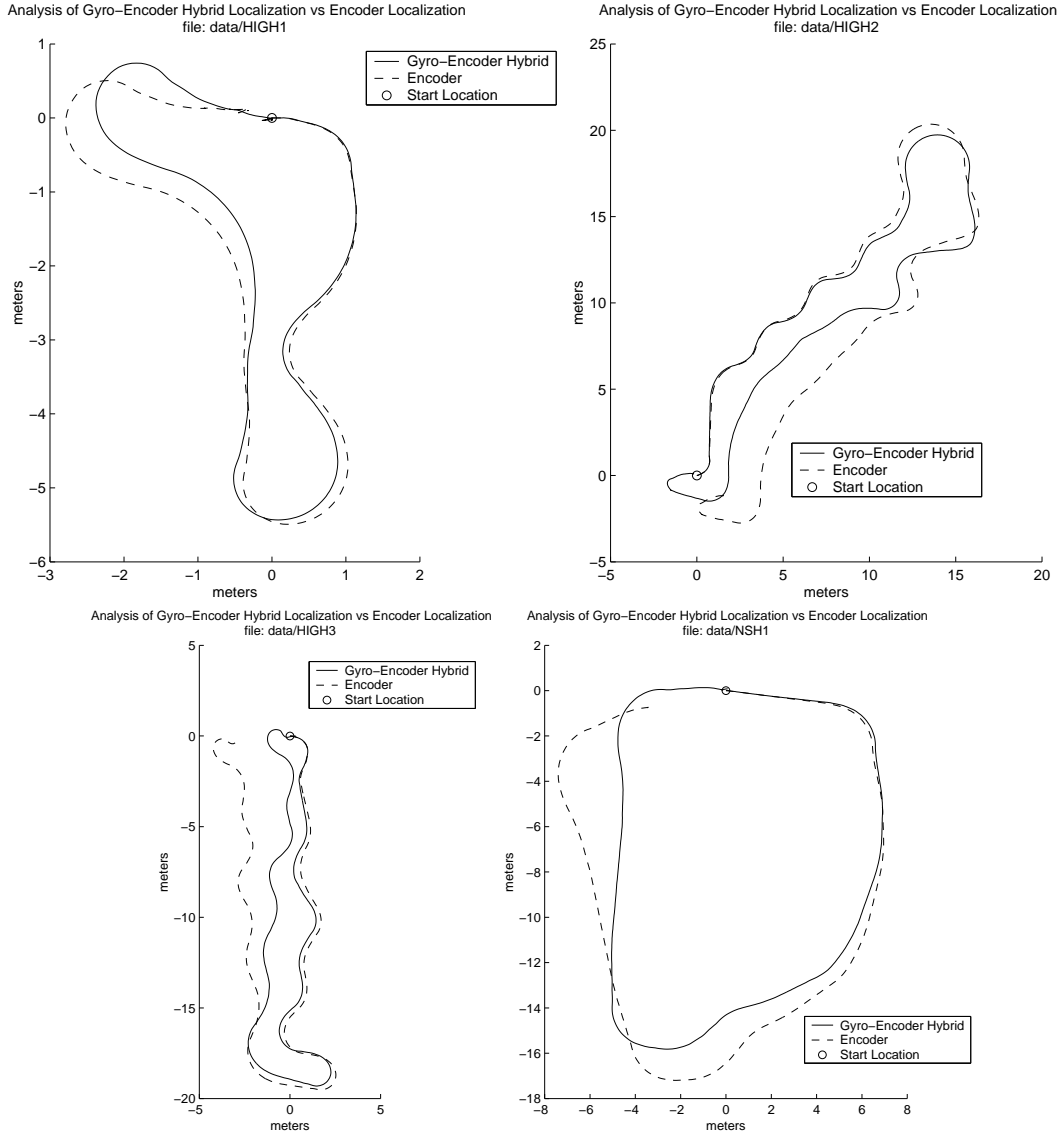 Analysis of Gyro−Encoder Hybrid Localization vs Encoder Localization
file: data/HIGH1
Gyro−Encoder Hybrid
Encoder
Start Location
1
0
−1
−2
−3
−4
−5
−6
meters
−3 −2 −1 0 1 2
meters
Analysis of Gyro−Encoder Hybrid Localization vs Encoder Localization
file: data/HIGH2
25
20
15
10
5
0
−5
meters
Gyro−Encoder Hybrid
Encoder
Start Location
−5 0 5 10 15 20
meters
Analysis of Gyro−Encoder Hybrid Localization vs Encoder Localization
file: data/HIGH3
Gyro−Encoder Hybrid
Encoder
Start Location
5
0
−5
−10
−15
−20
meters
−5 0 5
meters
Analysis of Gyro−Encoder Hybrid Localization vs Encoder Localization
file: data/NSH1
2
0
−2
−4
−6
−8
−10
−12
−14
−16
−18
meters
Gyro−Encoder Hybrid
Encoder
Start Location
−8 −6 −4 −2 0 2 4 6 8
meters